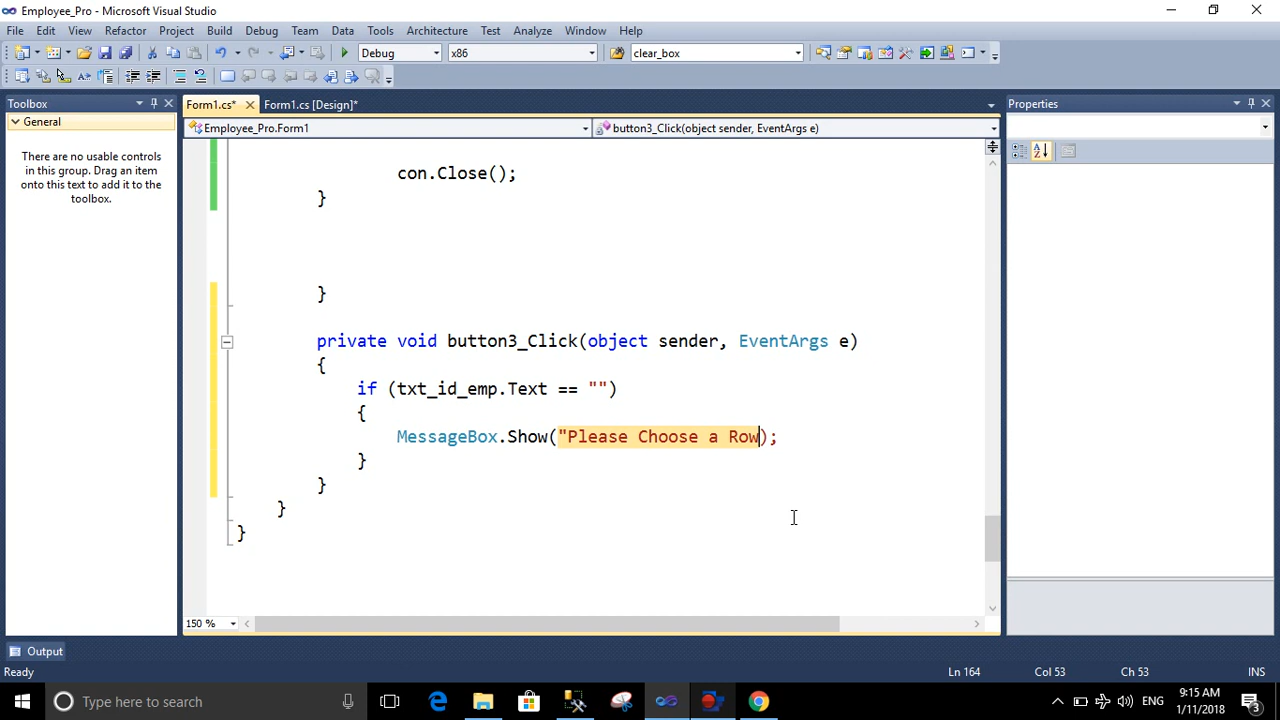 Employee_Pro - Microsoft Visual Studio
File Edit View Refactor Project Build Debug Team Data Tools Architecture Test Analyze Window Help
Debug x86 clear_box
Toolbox
Form1.cs* Form1.cs [Design]*
Properties
General
Employee_Pro.Form1 button3_Click(object sender, EventArgs e)
There are no usable controls
in this group. Drag an item
onto this text to add it to the
toolbox.
con.Close();
}
}
private void button3_Click(object sender, EventArgs e)
{
if (txt_id_emp.Text == "")
{
MessageBox.Show("Please Choose a Row);
}
}
}
}
150 %
Output
Ready Ln 164 Col 53 Ch 53 INS
Type here to search
ENG
9:15 AM
1/11/2018
3